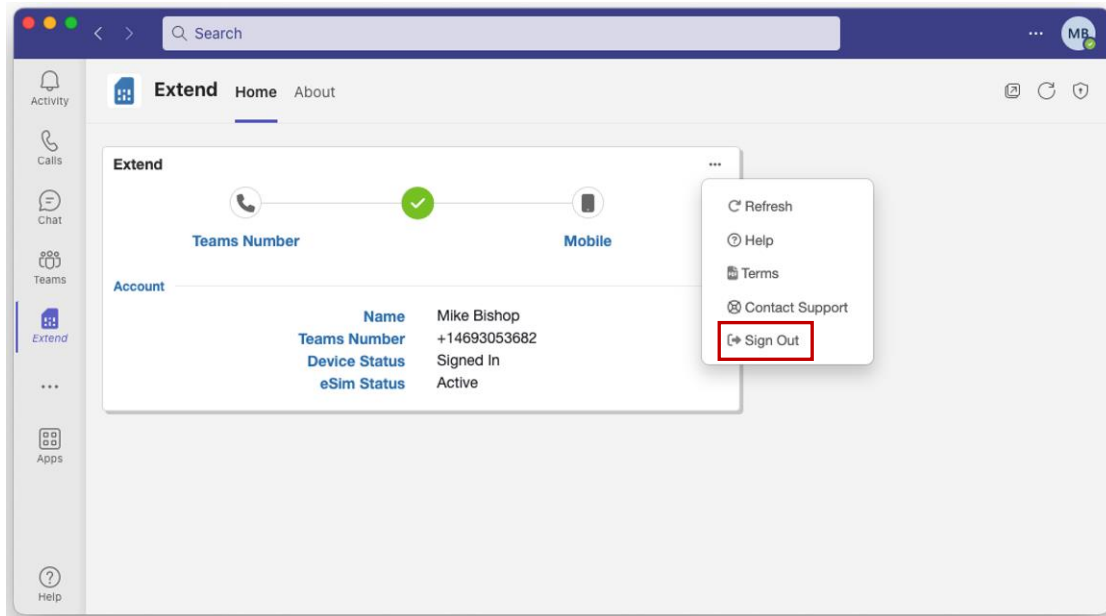 Search
MB
Activity
Calls
Chat
Teams
Extend
Apps
Help
Extend Home About
Extend
Teams Number
Mobile
Account
Name Mike Bishop
Teams Number +14693053682
Device Status Signed In
eSim Status Active
Refresh
Help
Terms
Contact Support
Sign Out